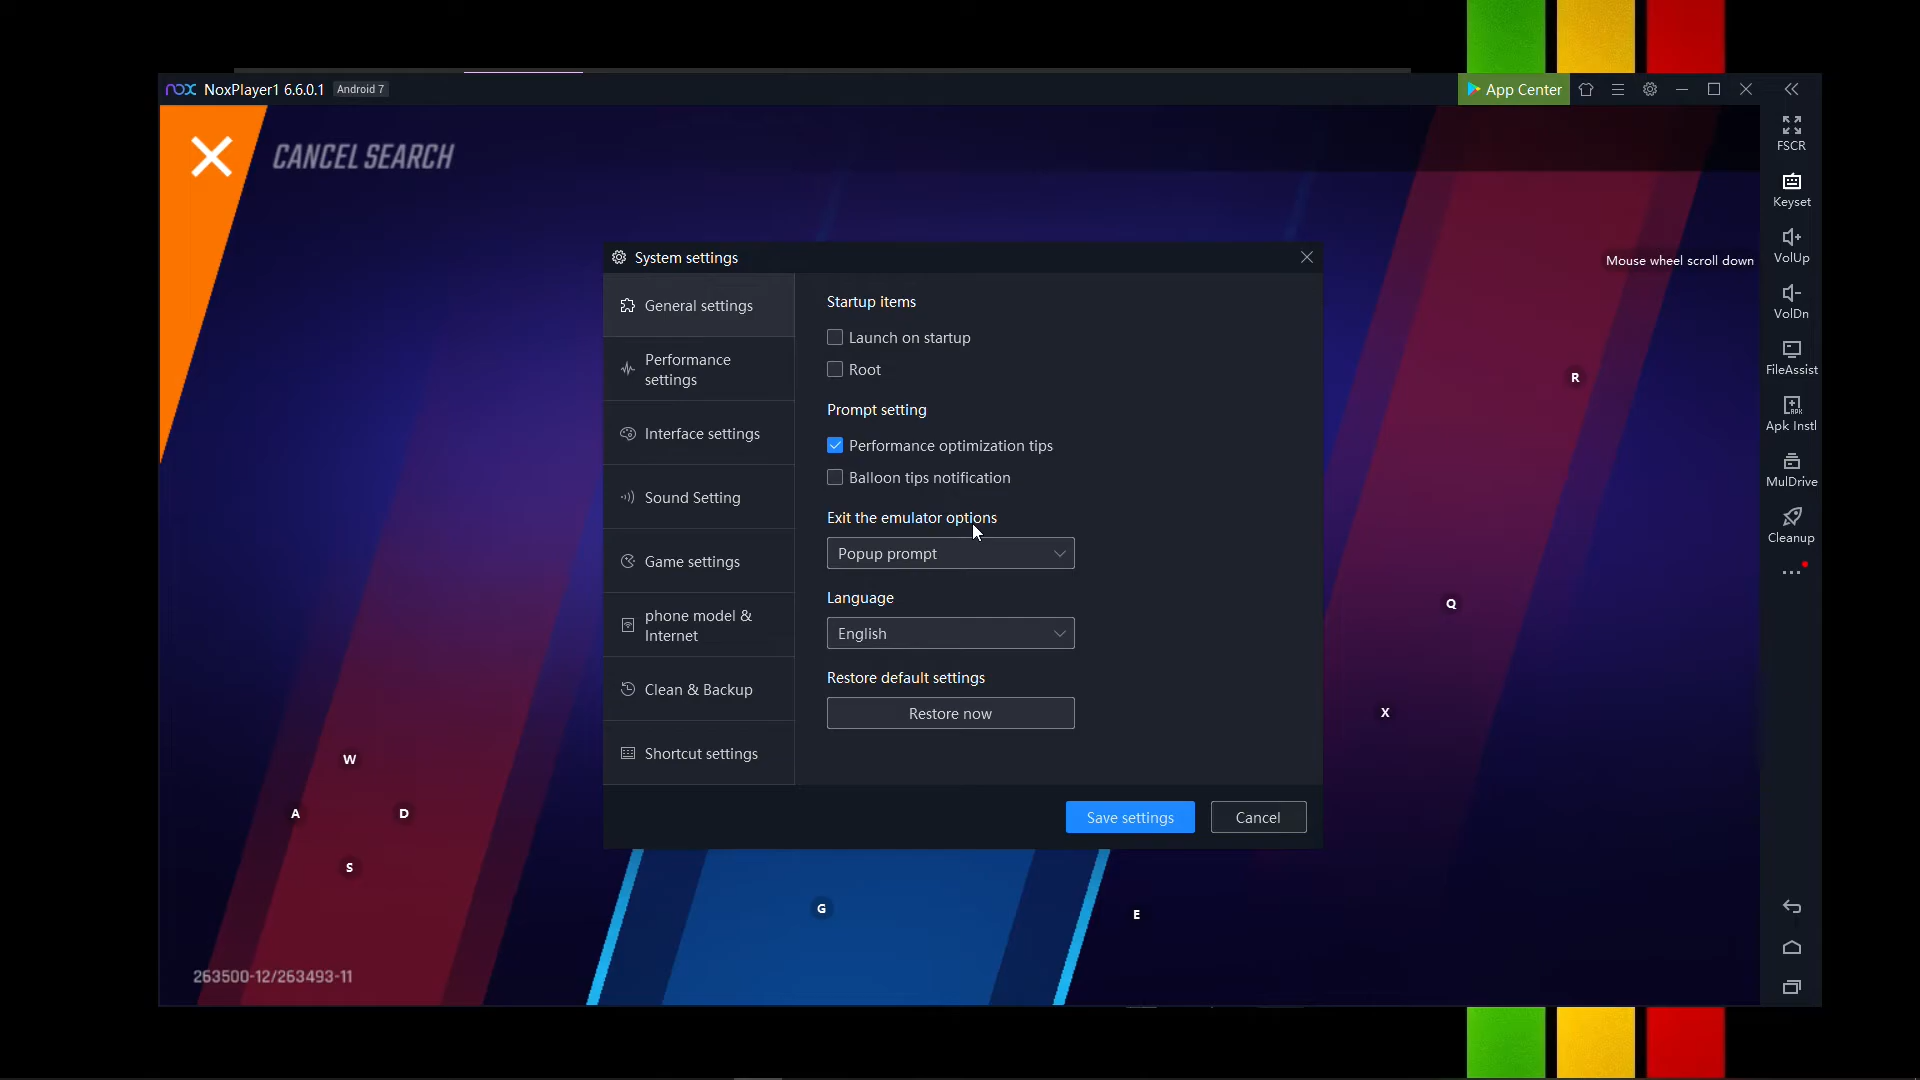 nox NoxPlayer1 6.6.0.1 Android 7
App Center
CANCEL SEARCH
FSCR
Keyset
VolUp
VolDn
FileAssist
Apk Instl
MulDrive
Cleanup
Mouse wheel scroll down
System settings
General settings
Performance
settings
Interface settings
Sound Setting
Game settings
phone model &
Internet
Clean & Backup
Shortcut settings
Startup items
Launch on startup
Root
Prompt setting
Performance optimization tips
Balloon tips notification
Exit the emulator options
Popup prompt
Language
English
Restore default settings
Restore now
Save settings
Cancel
R
Q
X
W
A
D
S
G
E
263500-12/263493-11